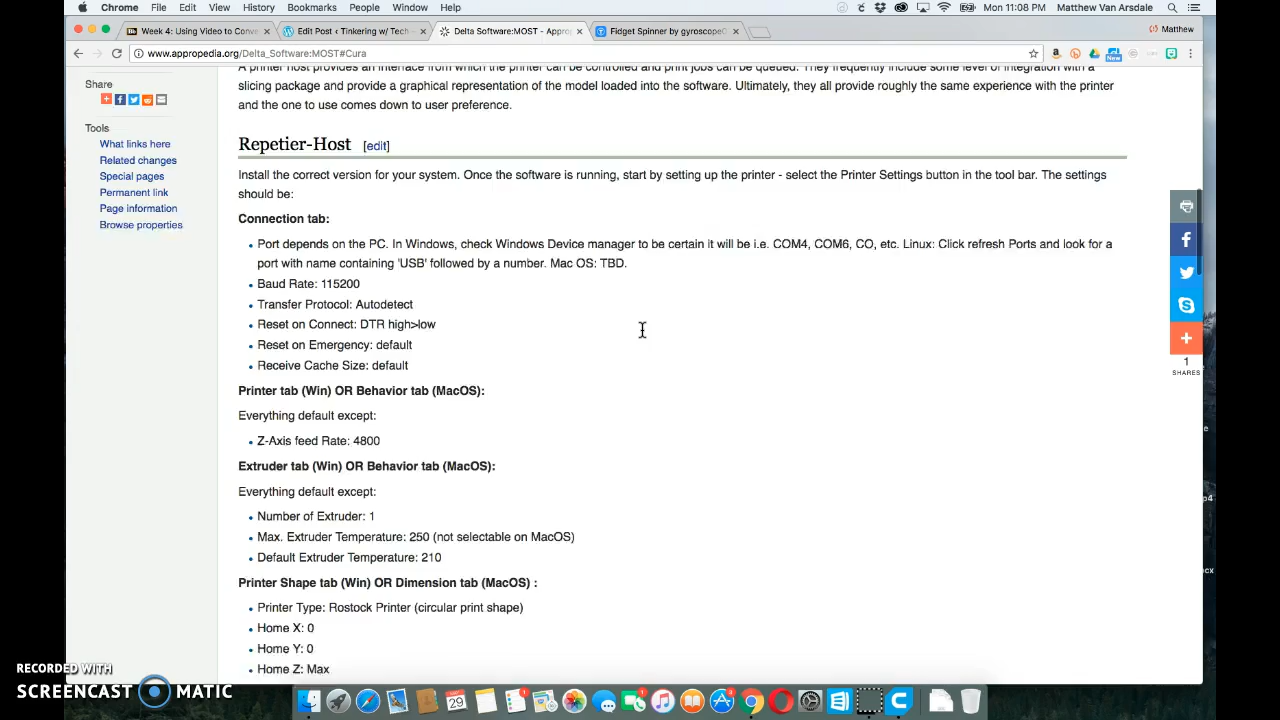 Chrome File Edit View History Bookmarks People Window Help Mon 11:08 PM Matthew Van Arsdale
Week 4: Using Video to Conve Edit Post ‹ Tinkering w/ Tech - Delta Software:MOST - Appro Fidget Spinner by gyroscope Matthew
www.appropedia.org/Delta_Software:MOST#Cura
New
A printer host provides an interface in which the printer can be controlled and print jobs can be queued. They frequently include some level of integration with a
Share
slicing package and provide a graphical representation of the model loaded into the software. Ultimately, they all provide roughly the same experience with the printer
and the one to use comes down to user preference.
Tools
What links here
Related changes
Special pages
Permanent link
Page information
Browse properties
Repetier-Host [edit]
Install the correct version for your system. Once the software is running, start by setting up the printer - select the Printer Settings button in the tool bar. The settings
should be:
Connection tab:
Port depends on the PC. In Windows, check Windows Device manager to be certain it will be i.e. COM4, COM6, CO, etc. Linux: Click refresh Ports and look for a
port with name containing 'USB' followed by a number. Mac OS: TBD.
Baud Rate: 115200
Transfer Protocol: Autodetect
Reset on Connect: DTR high>low
Reset on Emergency: default
Receive Cache Size: default
Printer tab (Win) OR Behavior tab (MacOS):
Everything default except:
Z-Axis feed Rate: 4800
Extruder tab (Win) OR Behavior tab (MacOS):
Everything default except:
Number of Extruder: 1
Max. Extruder Temperature: 250 (not selectable on MacOS)
Default Extruder Temperature: 210
Printer Shape tab (Win) OR Dimension tab (MacOS) :
Printer Type: Rostock Printer (circular print shape)
Home X: 0
Home Y: 0
Home Z: Max
1
SHARES
RECORDED WITH
SCREENCAST MATIC
29